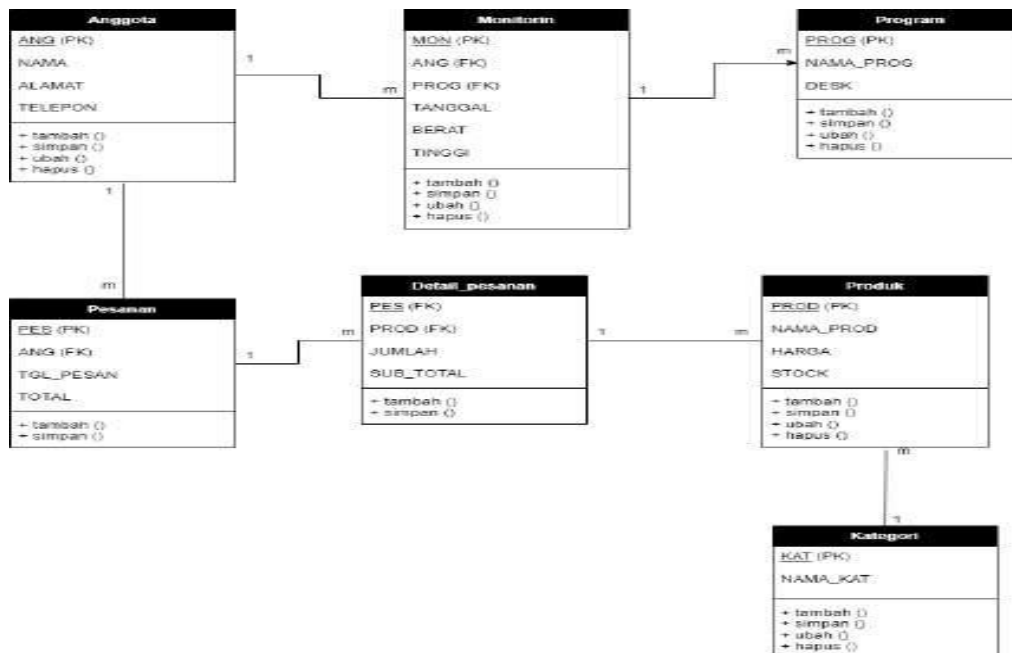 Anggota
ANG (PK)
NAMA
ALAMAT
TELEPON
+ tambah ()
+ simpan ()
+ ubah ()
+ hapus ()
1
m
Monitorin
MON (PK)
ANG (FK)
PROG (FK)
TANGGAL
BERAT
TINGGI
+ tambah ()
+ simpan ()
+ ubah ()
+ hapus ()
1
m
Program
PROG (PK)
NAMA_PROG
DESK
+ tambah ()
+ simpan ()
+ ubah ()
+ hapus ()
1
m
Pesanan
PES (PK)
ANG (FK)
TGL_PESAN
TOTAL
+ tambah ()
+ simpan ()
1
m
Detail_pesanan
PES (FK)
PROD (FK)
JUMLAH
SUB_TOTAL
+ tambah ()
+ simpan ()
1
m
Produk
PROD (PK)
NAMA_PROD
HARGA
STOCK
+ tambah ()
+ simpan ()
+ ubah ()
+ hapus ()
m
1
Kategori
KAT (PK)
NAMA_KAT
+ tambah ()
+ simpan ()
+ ubah ()
+ hapus ()